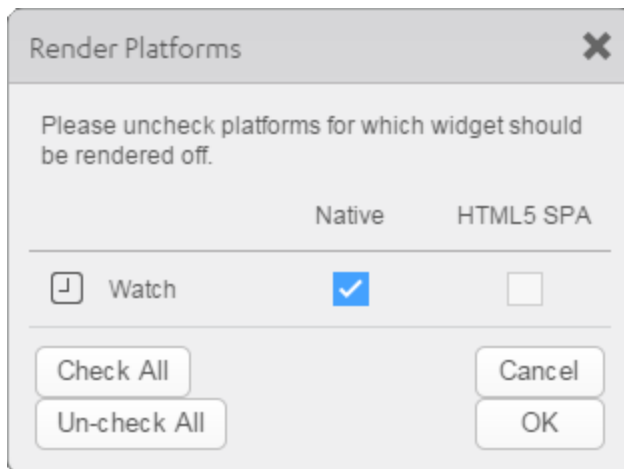 Render Platforms
Please uncheck platforms for which widget should
be rendered off.
Native HTML5 SPA
Watch
Check All Cancel
Un-check All OK